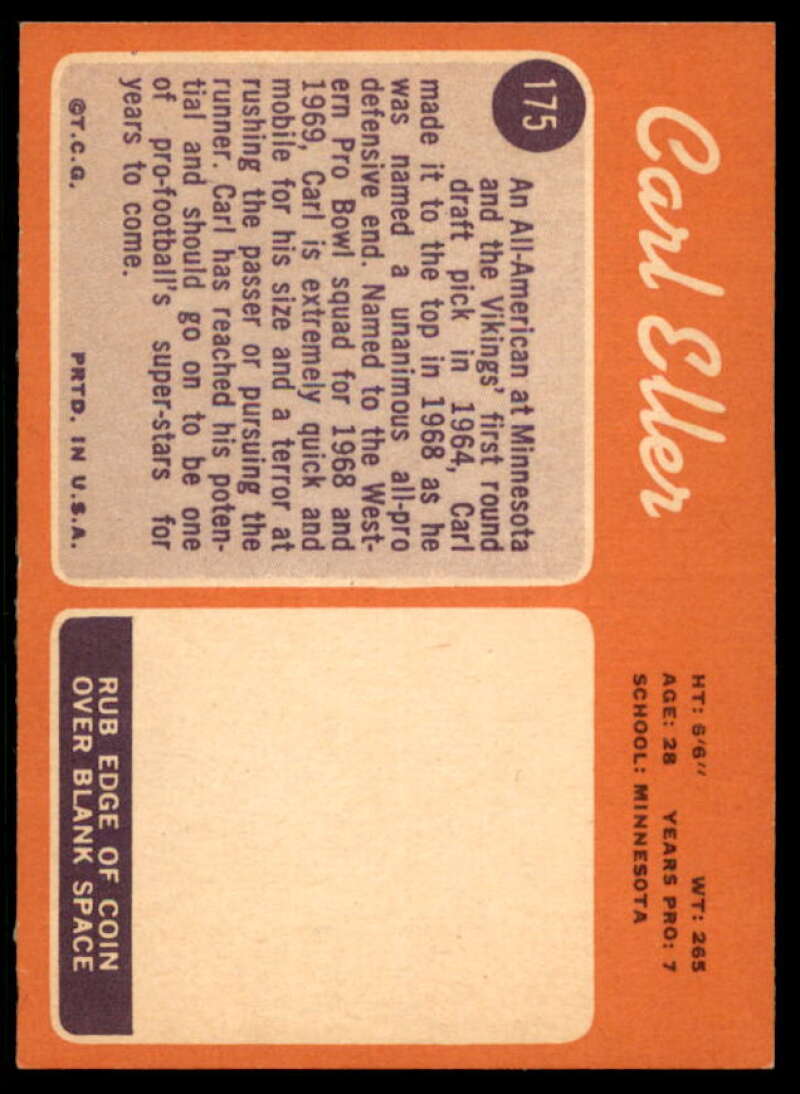 Carl Eller
HT: 6'6" WT: 265
AGE: 28 YEARS PRO: 7
SCHOOL: MINNESOTA
175
An All-American at Minnesota
and the Vikings' first round
draft pick in 1964, Carl
made it to the top in 1968 as he
was named a unanimous all-pro
defensive end. Named to the West-
ern Pro Bowl squad for 1968 and
1969, Carl is extremely quick and
mobile for his size and a terror at
rushing the passer or pursuing the
runner. Carl has reached his poten-
tial and should go on to be one
of pro-football's super-stars for
years to come.
©T.C.G. PRTD. IN U.S.A.
RUB EDGE OF COIN
OVER BLANK SPACE